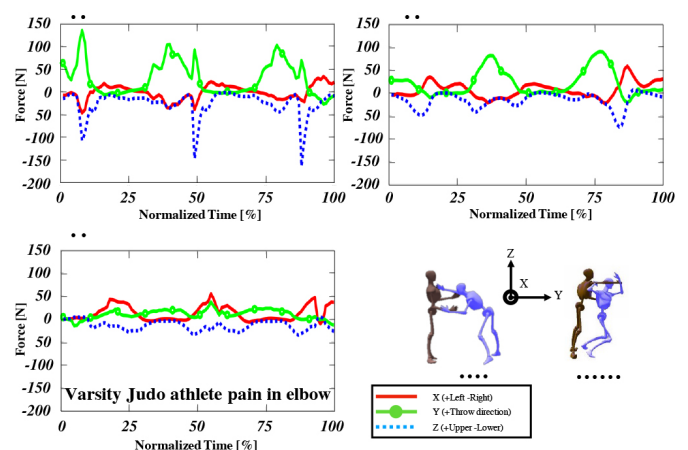 150
100
50
0
-50
-100
-150
-200
Force [N]
0 25 50 75 100
Normalized Time [%]
150
100
50
0
-50
-100
-150
-200
Force [N]
0 25 50 75 100
Normalized Time [%]
150
100
50
0
-50
-100
-150
-200
Force [N]
Varsity Judo athlete pain in elbow
0 25 50 75 100
Normalized Time [%]
Z
X
Y
X (+Left -Right)
Y (+Throw direction)
Z (+Upper -Lower)